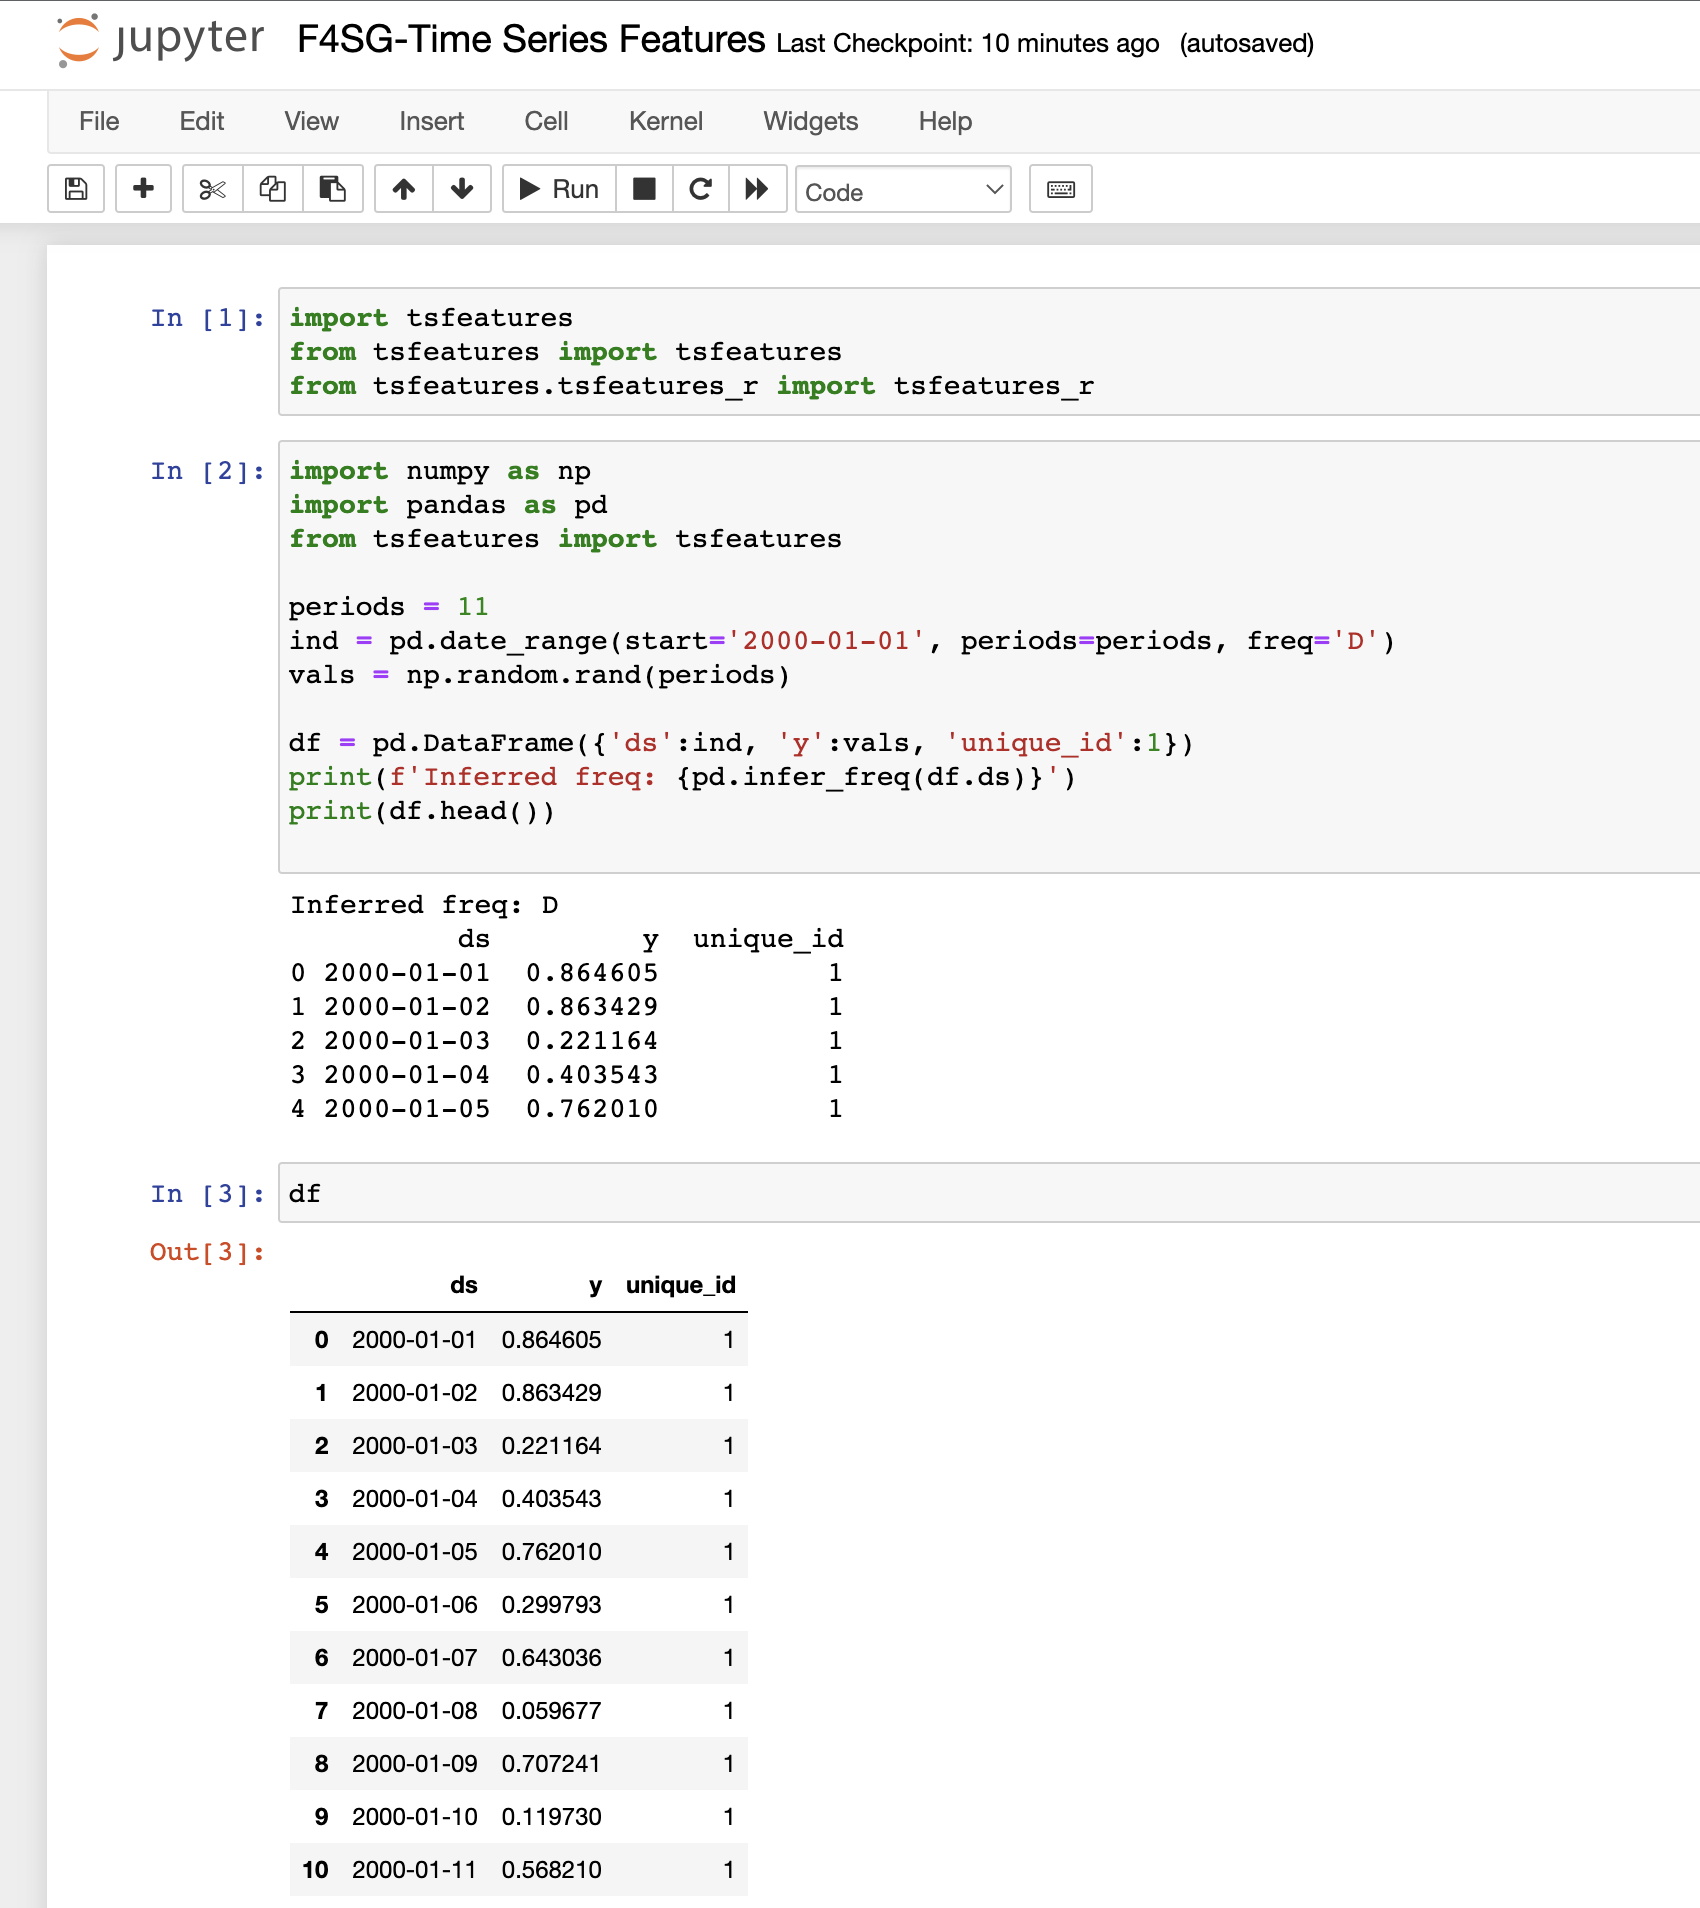 jupyter F4SG-Time Series Features Last Checkpoint: 10 minutes ago (autosaved)
File Edit View Insert Cell Kernel Widgets Help
Run Code
In [1]: import tsfeatures
from tsfeatures import tsfeatures
from tsfeatures.tsfeatures_r import tsfeatures_r
In [2]: import numpy as np
import pandas as pd
from tsfeatures import tsfeatures
periods = 11
ind = pd.date_range(start='2000-01-01', periods=periods, freq='D')
vals = np.random.rand(periods)
df = pd.DataFrame({'ds':ind, 'y':vals, 'unique_id':1})
print(f'Inferred freq: {pd.infer_freq(df.ds)}')
print(df.head())
Inferred freq: D
ds y unique_id
0 2000-01-01 0.864605 1
1 2000-01-02 0.863429 1
2 2000-01-03 0.221164 1
3 2000-01-04 0.403543 1
4 2000-01-05 0.762010 1
In [3]: df
Out[3]:
ds y unique_id
0 2000-01-01 0.864605 1
1 2000-01-02 0.863429 1
2 2000-01-03 0.221164 1
3 2000-01-04 0.403543 1
4 2000-01-05 0.762010 1
5 2000-01-06 0.299793 1
6 2000-01-07 0.643036 1
7 2000-01-08 0.059677 1
8 2000-01-09 0.707241 1
9 2000-01-10 0.119730 1
10 2000-01-11 0.568210 1